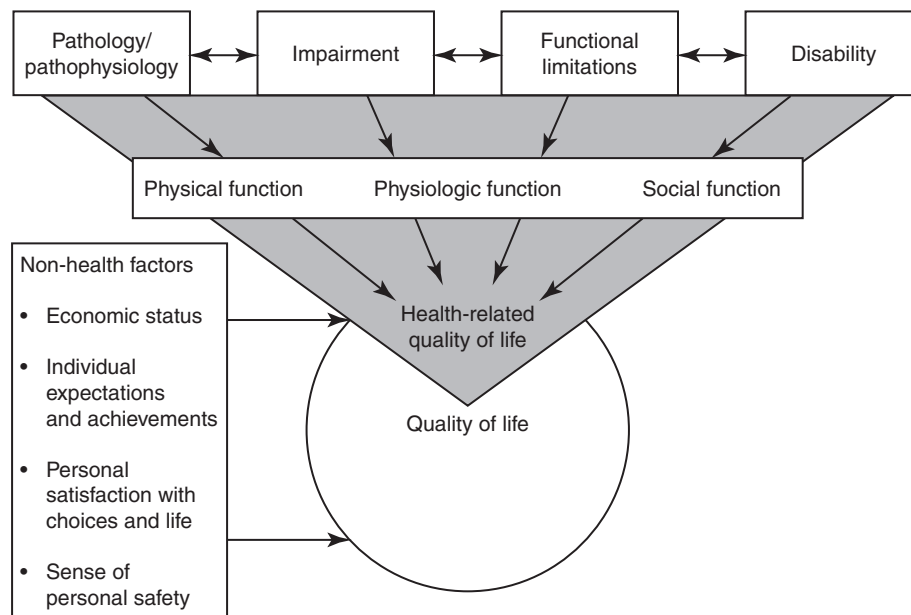 Pathology/
pathophysiology
Impairment
Functional
limitations
Disability
Physical function
Physiologic function
Social function
Non-health factors
• Economic status
• Individual
expectations
and achievements
• Personal
satisfaction with
choices and life
• Sense of
personal safety
Health-related
quality of life
Quality of life